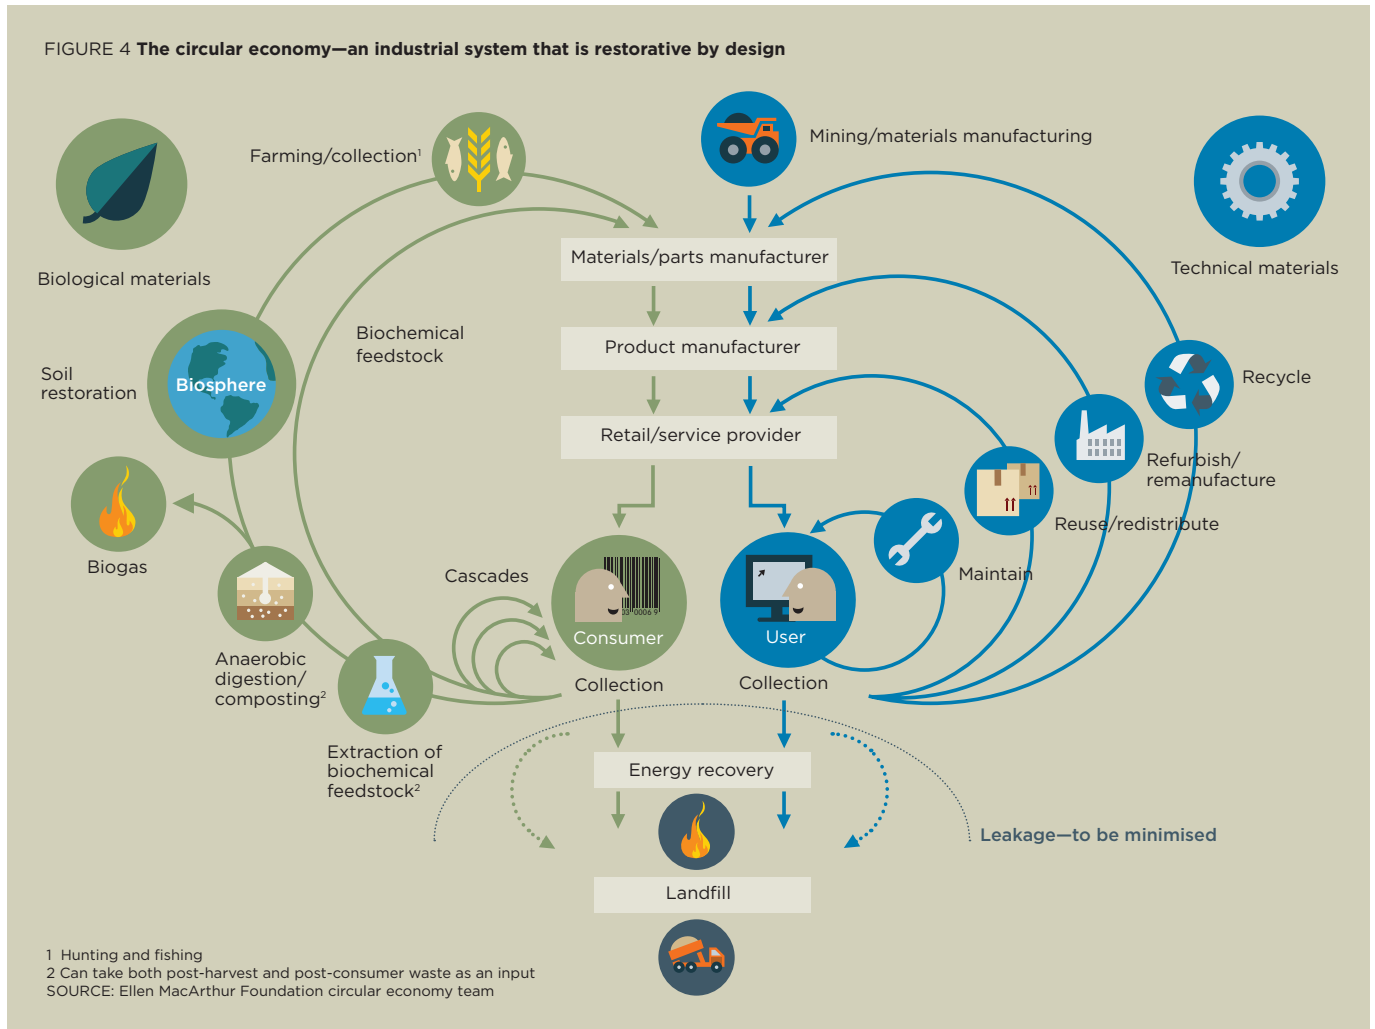 FIGURE 4 The circular economy—an industrial system that is restorative by design
Farming/collection¹
Mining/materials manufacturing
Biological materials
Technical materials
Materials/parts manufacturer
Biochemical
feedstock
Product manufacturer
Soil
restoration
Biosphere
Recycle
Retail/service provider
Refurbish/
remanufacture
Reuse/redistribute
Biogas
Cascades
Maintain
03 0006 9
Consumer
User
Anaerobic
digestion/
composting²
Collection
Collection
Extraction of
biochemical
feedstock²
Energy recovery
Leakage—to be minimised
Landfill
1 Hunting and fishing
2 Can take both post-harvest and post-consumer waste as an input
SOURCE: Ellen MacArthur Foundation circular economy team